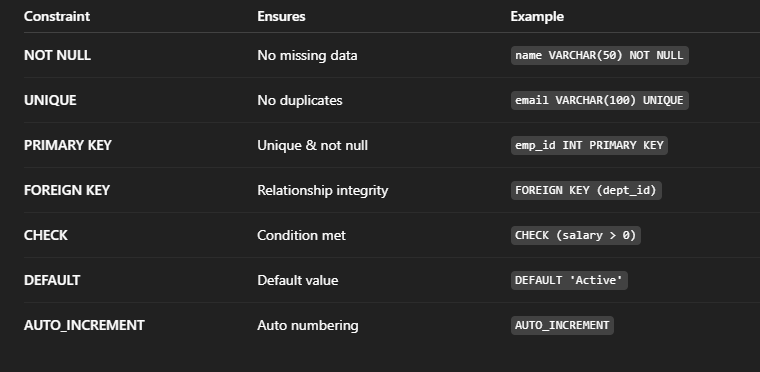 Constraint Ensures Example
NOT NULL No missing data name VARCHAR(50) NOT NULL
UNIQUE No duplicates email VARCHAR(100) UNIQUE
PRIMARY KEY Unique & not null emp_id INT PRIMARY KEY
FOREIGN KEY Relationship integrity FOREIGN KEY (dept_id)
CHECK Condition met CHECK (salary > 0)
DEFAULT Default value DEFAULT 'Active'
AUTO_INCREMENT Auto numbering AUTO_INCREMENT